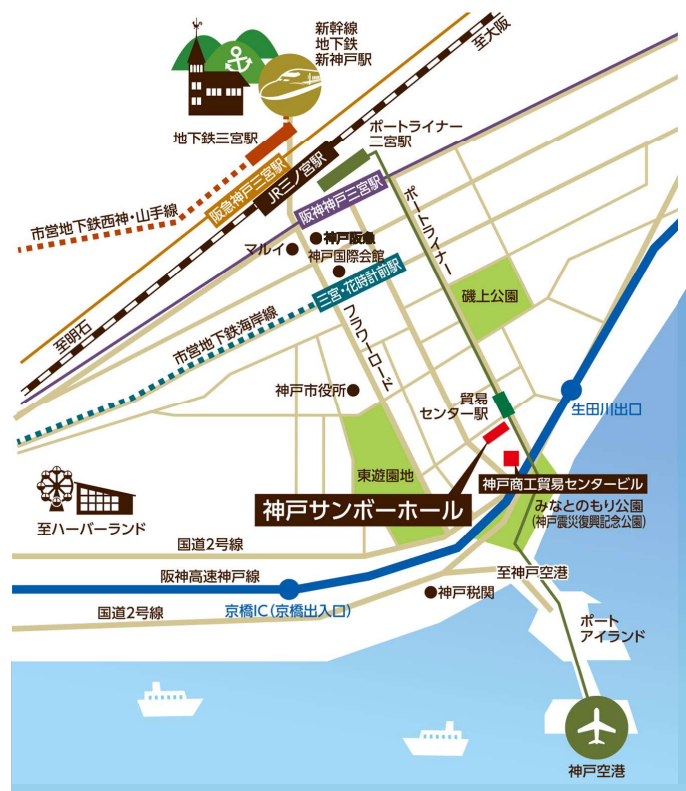 新幹線
地下鉄
新神戸駅
至大阪
地下鉄三宮駅
ポートライナー
二宮駅
阪急神戸三宮駅
JR三ノ宮駅
阪神神戸三宮駅
ポートライナー
市営地下鉄西神・山手線
マルイ
神戸阪急
神戸国際会館
三宮・花時計前駅
磯上公園
至明石
市営地下鉄海岸線
フラワーロード
神戸市役所
貿易
センター駅
生田川出口
東遊園地
神戸商工貿易センタービル
神戸サンボーホール
みなとのもり公園
(神戸震災復興記念公園)
至ハーバーランド
国道2号線
阪神高速神戸線
至神戸空港
神戸税関
京橋IC(京橋出入口)
国道2号線
ポート
アイランド
神戸空港